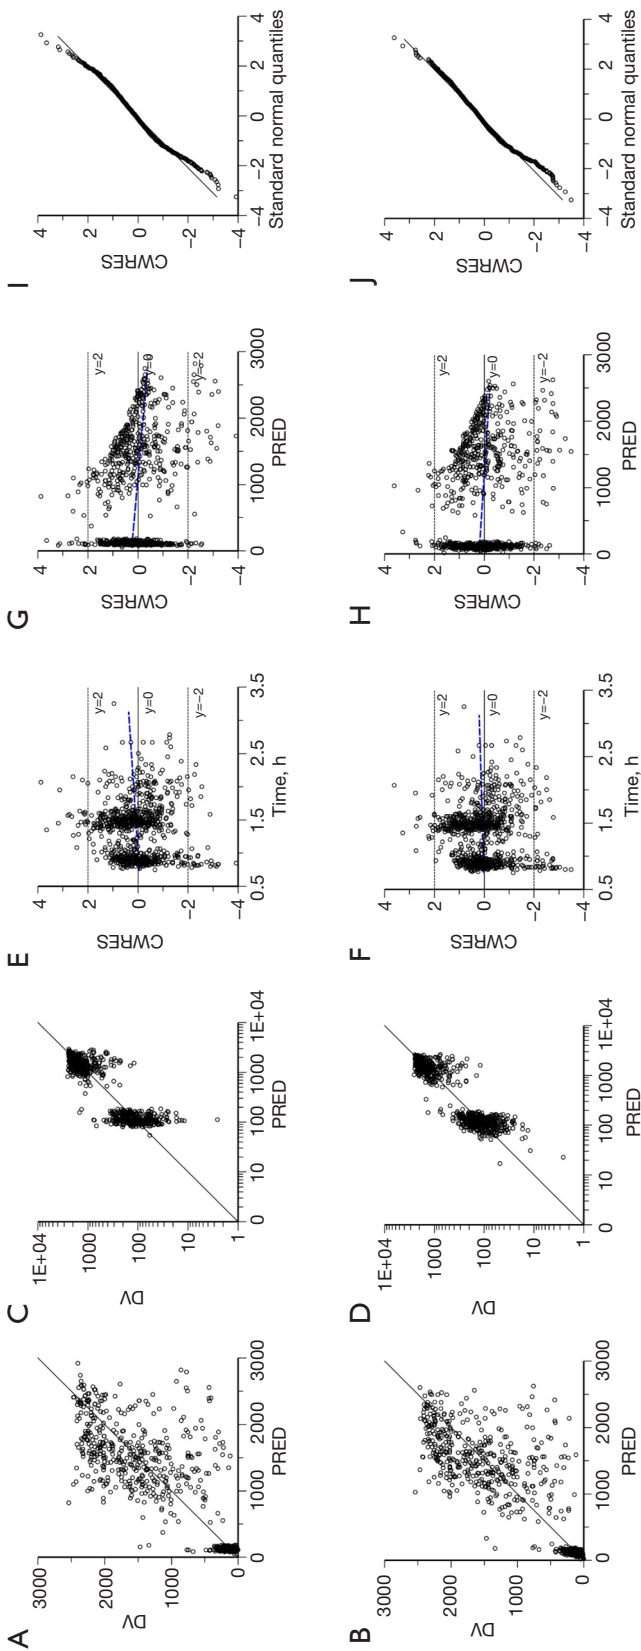 A
DV
3000
2000
1000
0
0 1000 2000 3000
PRED
C
DV
1E+04
1000
100
10
1
0 10 100 1000 1E+04
PRED
E
CWRES
4
2
0
−2
−4
y=2
y=0
y=−2
0.5 1.5 2.5 3.5
Time, h
G
CWRES
4
2
0
−2
−4
y=2
y=0
y=−2
0 1000 2000 3000
PRED
I
CWRES
4
2
0
−2
−4
−4 −2 0 2 4
Standard normal quantiles
B
DV
3000
2000
1000
0
0 1000 2000 3000
PRED
D
DV
1E+04
1000
100
10
1
0 10 100 1000 1E+04
PRED
F
CWRES
4
2
0
−2
−4
y=2
y=0
y=−2
0.5 1.5 2.5 3.5
Time, h
H
CWRES
4
2
0
−2
−4
y=2
y=0
y=−2
0 1000 2000 3000
PRED
J
CWRES
4
2
0
−2
−4
−4 −2 0 2 4
Standard normal quantiles